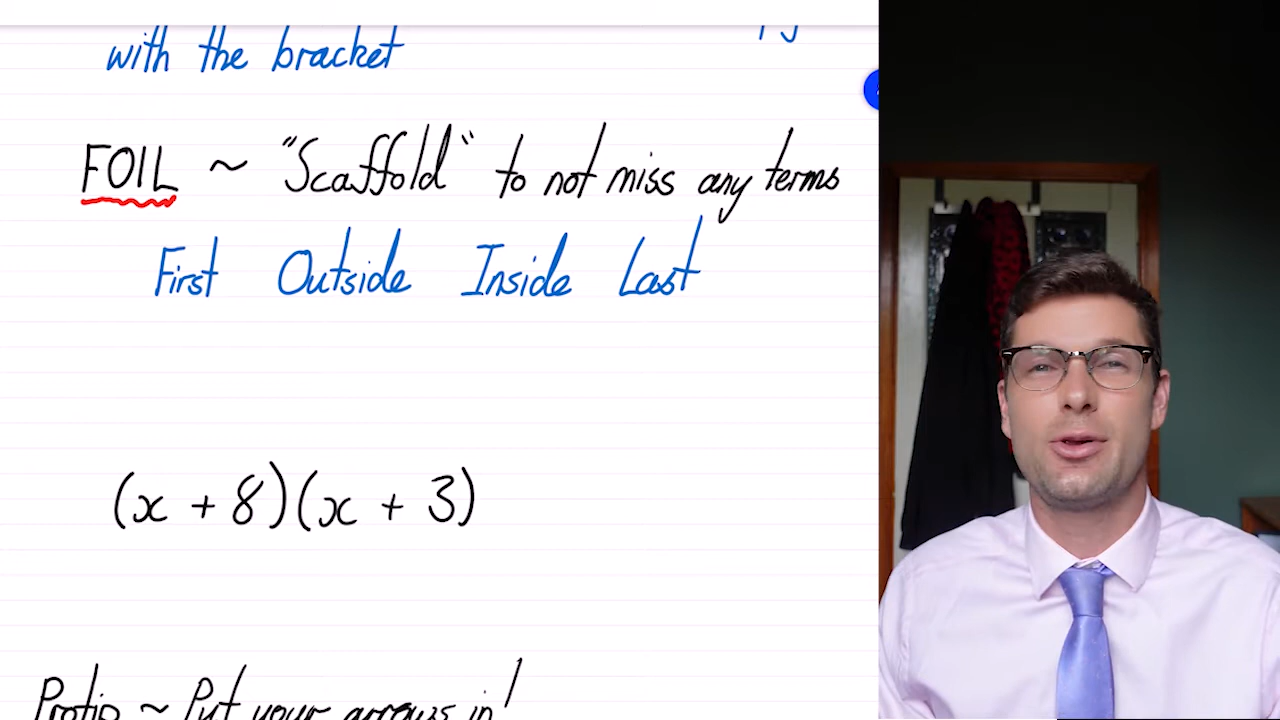 with the bracket
FOIL ~ "Scaffold" to not miss any terms
First Outside Inside Last
(x + 8)(x + 3)
Protip ~ Put your arrows in!